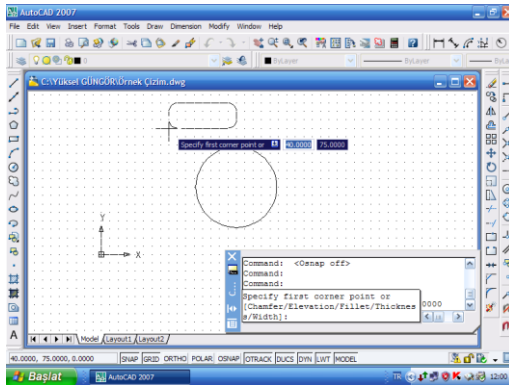 AutoCAD 2007
File Edit View Insert Format Tools Draw Dimension Modify Window Help
0 ByLayer ByLayer ByLa
C:\Yüksel GÜNGÖR\Örnek Çizim.dwg
Specify first corner point or 40.0000 75.0000
Y
X
Command: <Osnap off>
Command:
Command:
Specify first corner point or
[Chamfer/Elevation/Fillet/Thicknes
s/Width]:
0000
Model Layout1 Layout2
40.0000, 75.0000, 0.0000 SNAP GRID ORTHO POLAR OSNAP OTRACK DUCS DYN LWT MODEL
Başlat AutoCAD 2007 TR 12:00